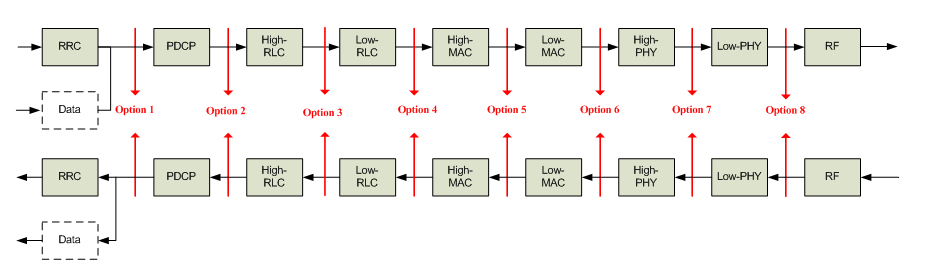 RRC
PDCP
High-
RLC
Low-
RLC
High-
MAC
Low-
MAC
High-
PHY
Low-PHY
RF
Data
Option 1
Option 2
Option 3
Option 4
Option 5
Option 6
Option 7
Option 8
RRC
PDCP
High-
RLC
Low-
RLC
High-
MAC
Low-
MAC
High-
PHY
Low-PHY
RF
Data